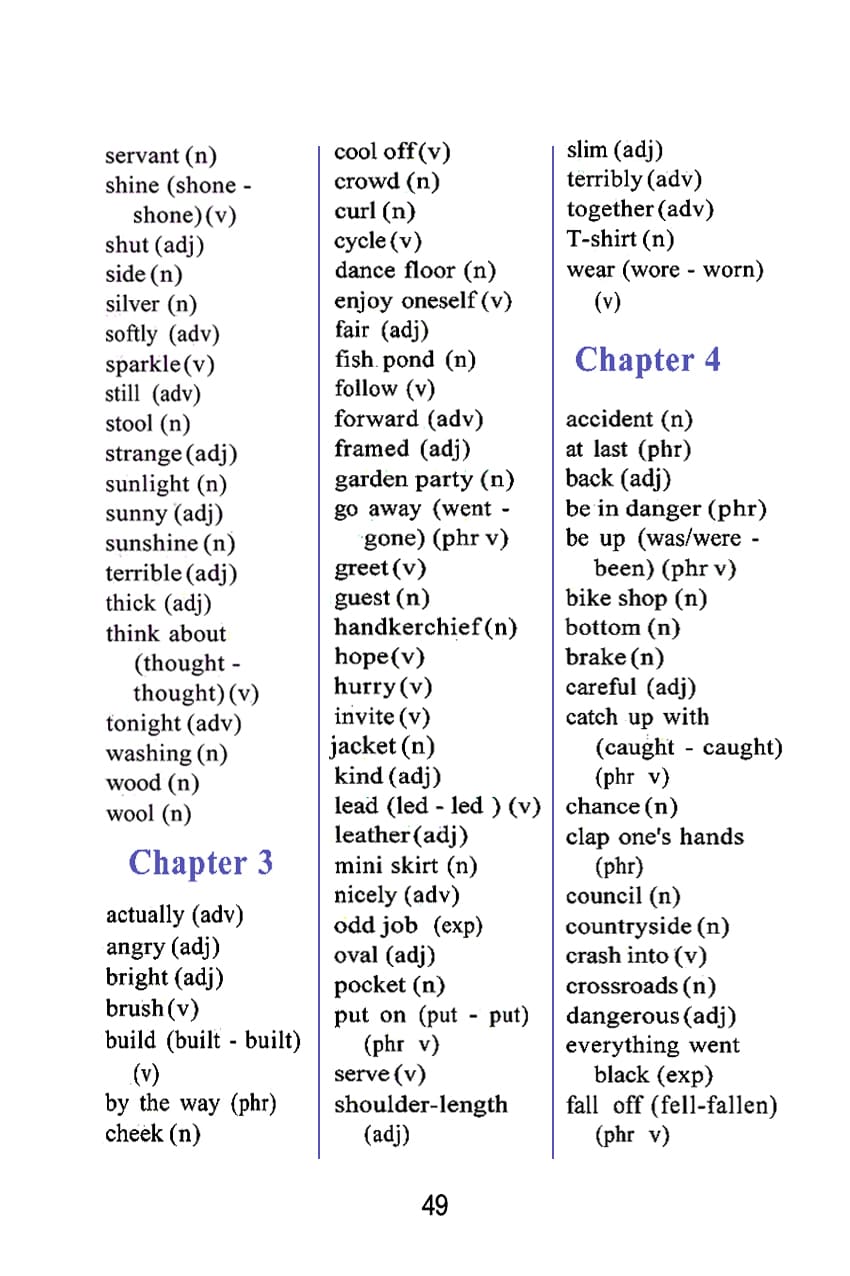 servant (n)
shine (shone -
shone) (v)
shut (adj)
side (n)
silver (n)
softly (adv)
sparkle (v)
still (adv)
stool (n)
strange (adj)
sunlight (n)
sunny (adj)
sunshine (n)
terrible (adj)
thick (adj)
think about
(thought -
thought) (v)
tonight (adv)
washing (n)
wood (n)
wool (n)
Chapter 3
actually (adv)
angry (adj)
bright (adj)
brush (v)
build (built - built)
(v)
by the way (phr)
cheek (n)
cool off (v)
crowd (n)
curl (n)
cycle (v)
dance floor (n)
enjoy oneself (v)
fair (adj)
fish pond (n)
follow (v)
forward (adv)
framed (adj)
garden party (n)
go away (went -
gone) (phr v)
greet (v)
guest (n)
handkerchief (n)
hope (v)
hurry (v)
invite (v)
jacket (n)
kind (adj)
lead (led - led ) (v)
leather (adj)
mini skirt (n)
nicely (adv)
odd job (exp)
oval (adj)
pocket (n)
put on (put - put)
(phr v)
serve (v)
shoulder-length
(adj)
slim (adj)
terribly (adv)
together (adv)
T-shirt (n)
wear (wore - worn)
(v)
Chapter 4
accident (n)
at last (phr)
back (adj)
be in danger (phr)
be up (was/were -
been) (phr v)
bike shop (n)
bottom (n)
brake (n)
careful (adj)
catch up with
(caught - caught)
(phr v)
chance (n)
clap one's hands
(phr)
council (n)
countryside (n)
crash into (v)
crossroads (n)
dangerous (adj)
everything went
black (exp)
fall off (fell-fallen)
(phr v)
49